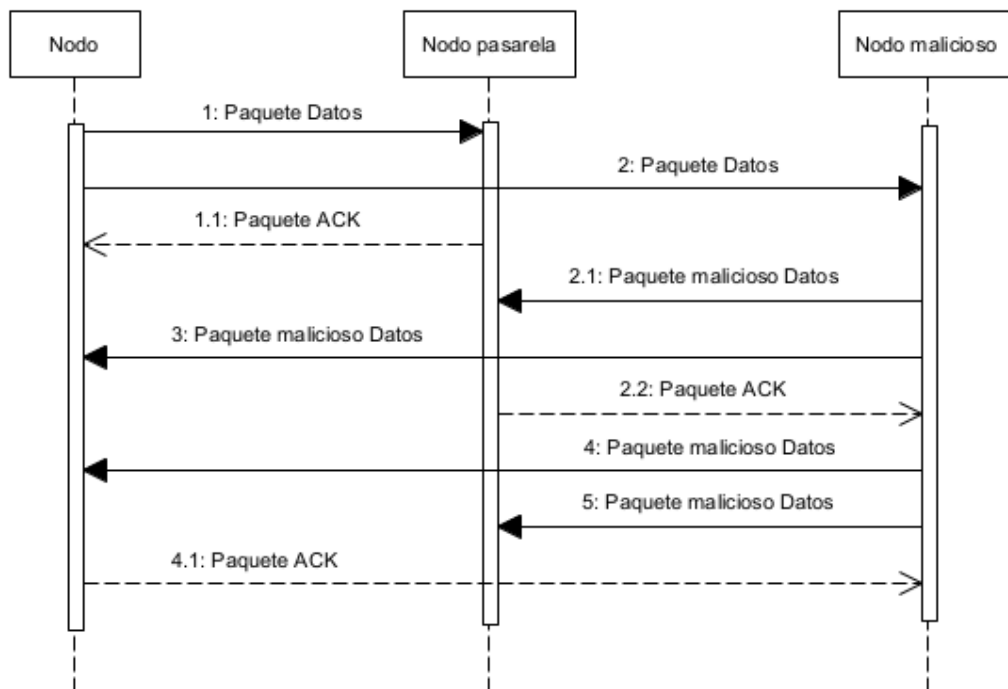 Nodo
Nodo pasarela
Nodo malicioso
1: Paquete Datos
2: Paquete Datos
1.1: Paquete ACK
2.1: Paquete malicioso Datos
3: Paquete malicioso Datos
2.2: Paquete ACK
4: Paquete malicioso Datos
5: Paquete malicioso Datos
4.1: Paquete ACK